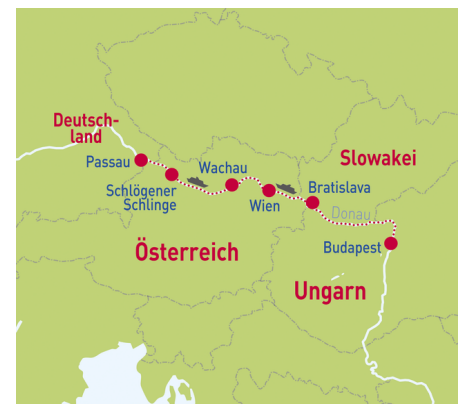 Deutsch-
land
Passau
Wachau
Slowakei
Schlögener
Schlinge
Wien
Bratislava
Donau
Österreich
Budapest
Ungarn